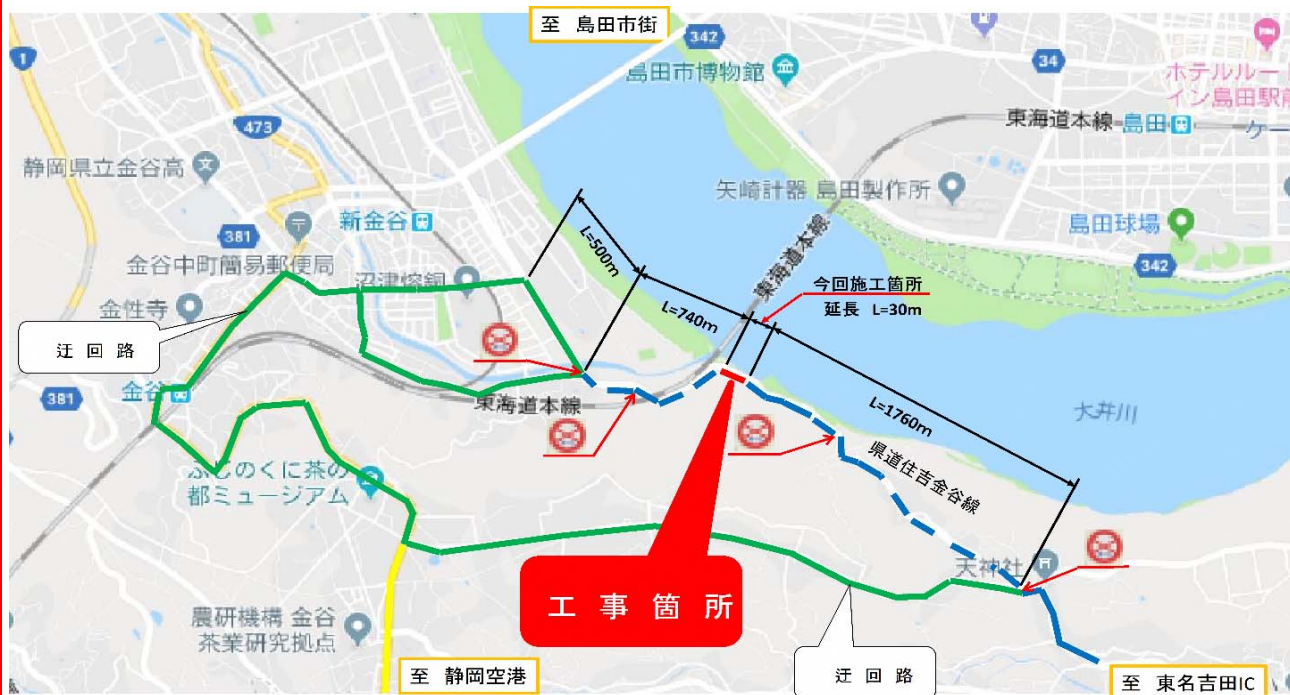 至 島田市街
1
342
34
島田市博物館
ホテルルート
イン島田駅前
東海道本線
島田
ケー
473
静岡県立金谷高
矢崎計器 島田製作所
新金谷
381
島田球場
L=500m
東海道本線
342
金谷中町簡易郵便局
沼津熔銅
今回施工箇所
延長 L=30m
金性寺
L=740m
迂 回 路
金谷
381
東海道本線
L=1760m
大井川
県道住吉金谷線
ふじのくに茶の
都ミュージアム
天神社
工 事 箇 所
農研機構 金谷
茶業研究拠点
至 静岡空港
迂 回 路
至 東名吉田IC